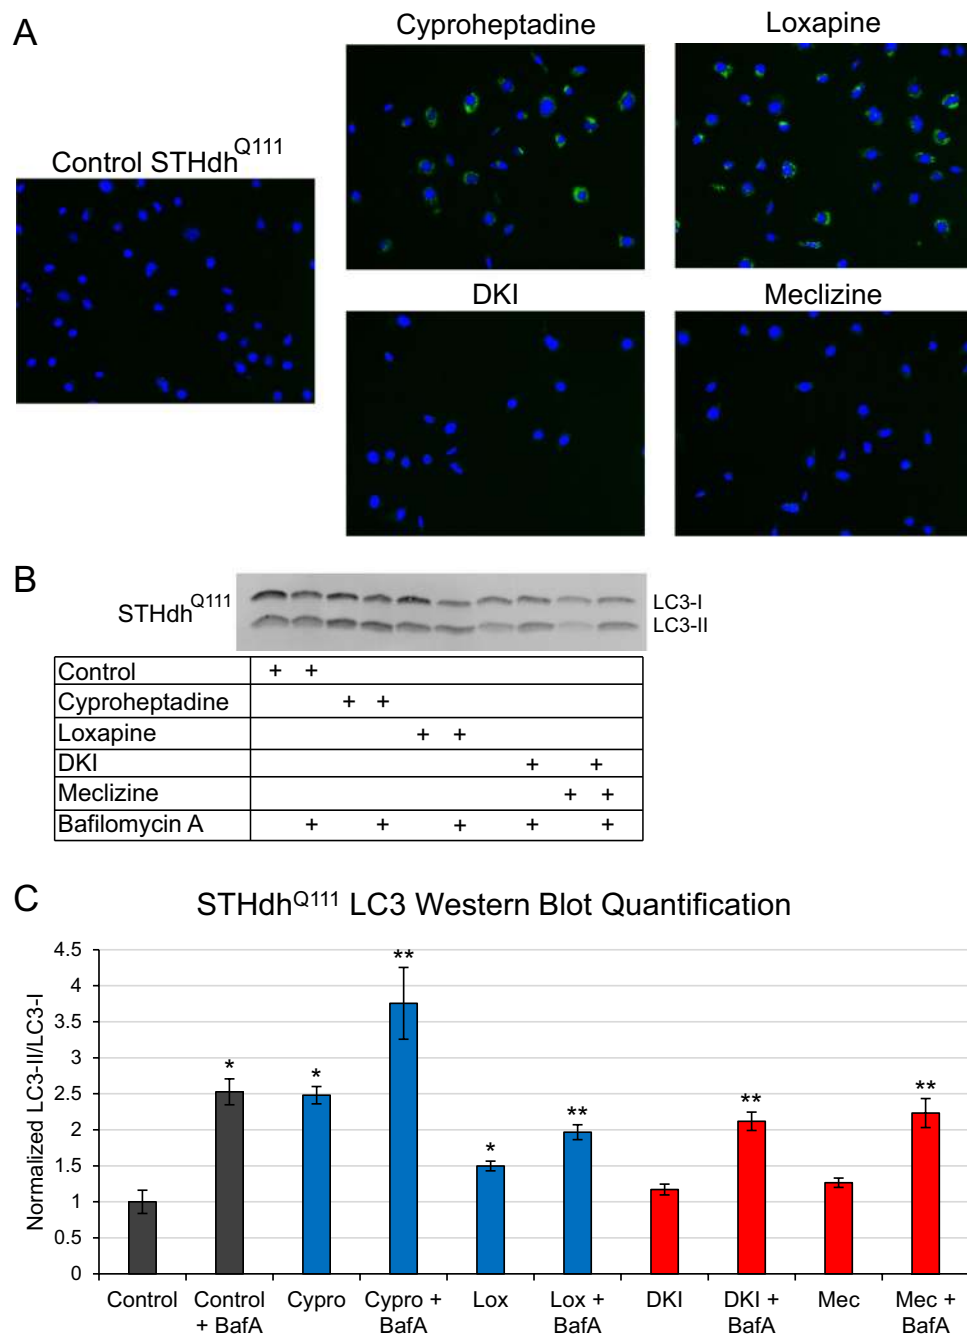 A
Cyproheptadine
Loxapine
Control STHdh^Q111
DKI
Meclizine
B
STHdh^Q111
LC3-I
LC3-II
Control + +
Cyproheptadine + +
Loxapine + +
DKI + +
Meclizine + +
Bafilomycin A + + + + +
C
STHdh^Q111 LC3 Western Blot Quantification
Normalized LC3-II/LC3-I
4.5
4
3.5
3
2.5
2
1.5
1
0.5
0
*
*
**
*
**
**
**
Control
Control + BafA
Cypro
Cypro + BafA
Lox
Lox + BafA
DKI
DKI + BafA
Mec
Mec + BafA